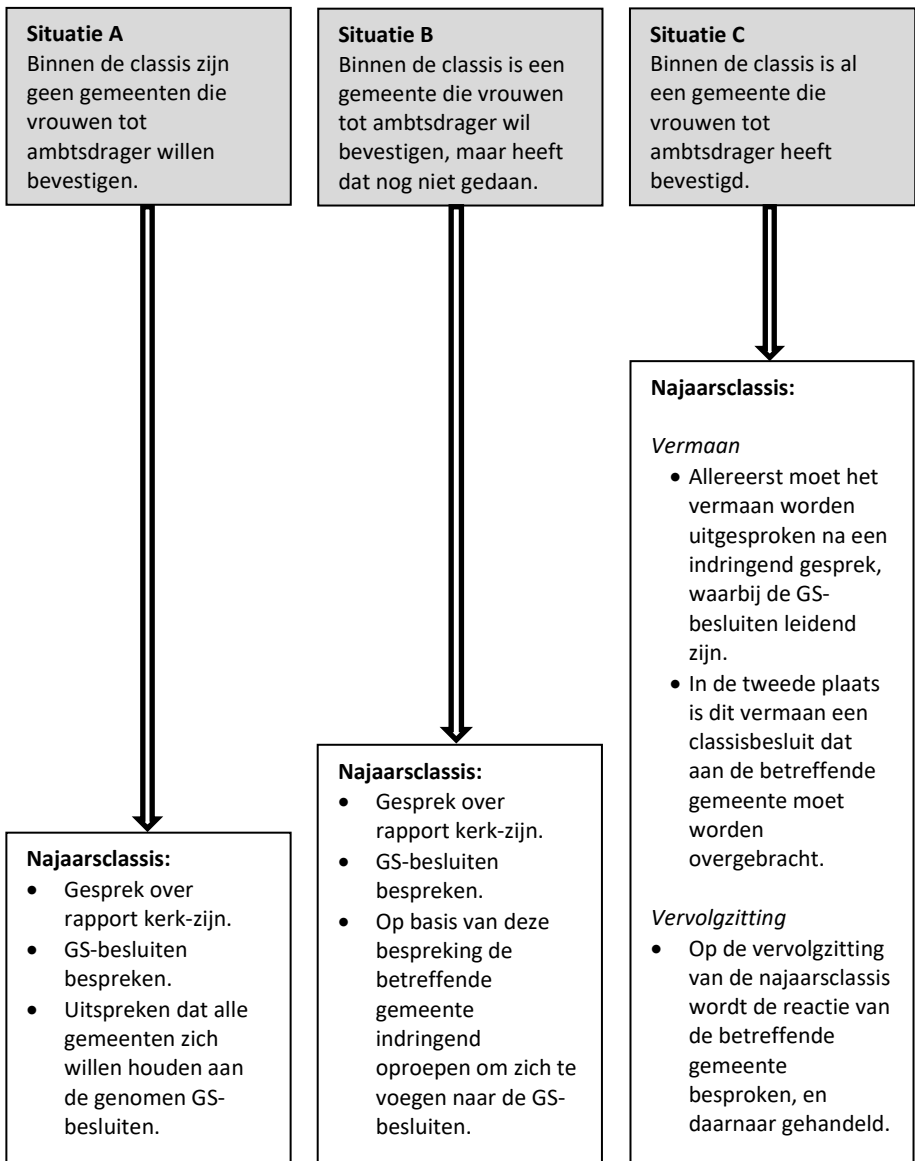 Situatie A
Binnen de classis zijn
geen gemeenten die
vrouwen tot
ambtsdrager willen
bevestigen.
Situatie B
Binnen de classis is een
gemeente die vrouwen
tot ambtsdrager wil
bevestigen, maar heeft
dat nog niet gedaan.
Situatie C
Binnen de classis is al
een gemeente die
vrouwen tot
ambtsdrager heeft
bevestigd.
Najaarsclassis:
• Gesprek over
rapport kerk-zijn.
• GS-besluiten
bespreken.
• Uitspreken dat alle
gemeenten zich
willen houden aan
de genomen GS-
besluiten.
Najaarsclassis:
• Gesprek over
rapport kerk-zijn.
• GS-besluiten
bespreken.
• Op basis van deze
bespreking de
betreffende
gemeente
indringend
oproepen om zich te
voegen naar de GS-
besluiten.
Najaarsclassis:
Vermaan
• Allereerst moet het
vermaan worden
uitgesproken na een
indringend gesprek,
waarbij de GS-
besluiten leidend
zijn.
• In de tweede plaats
is dit vermaan een
classisbesluit dat
aan de betreffende
gemeente moet
worden
overgebracht.
Vervolgzitting
• Op de vervolgzitting
van de najaarsclassis
wordt de reactie van
de betreffende
gemeente
besproken, en
daarnaar gehandeld.